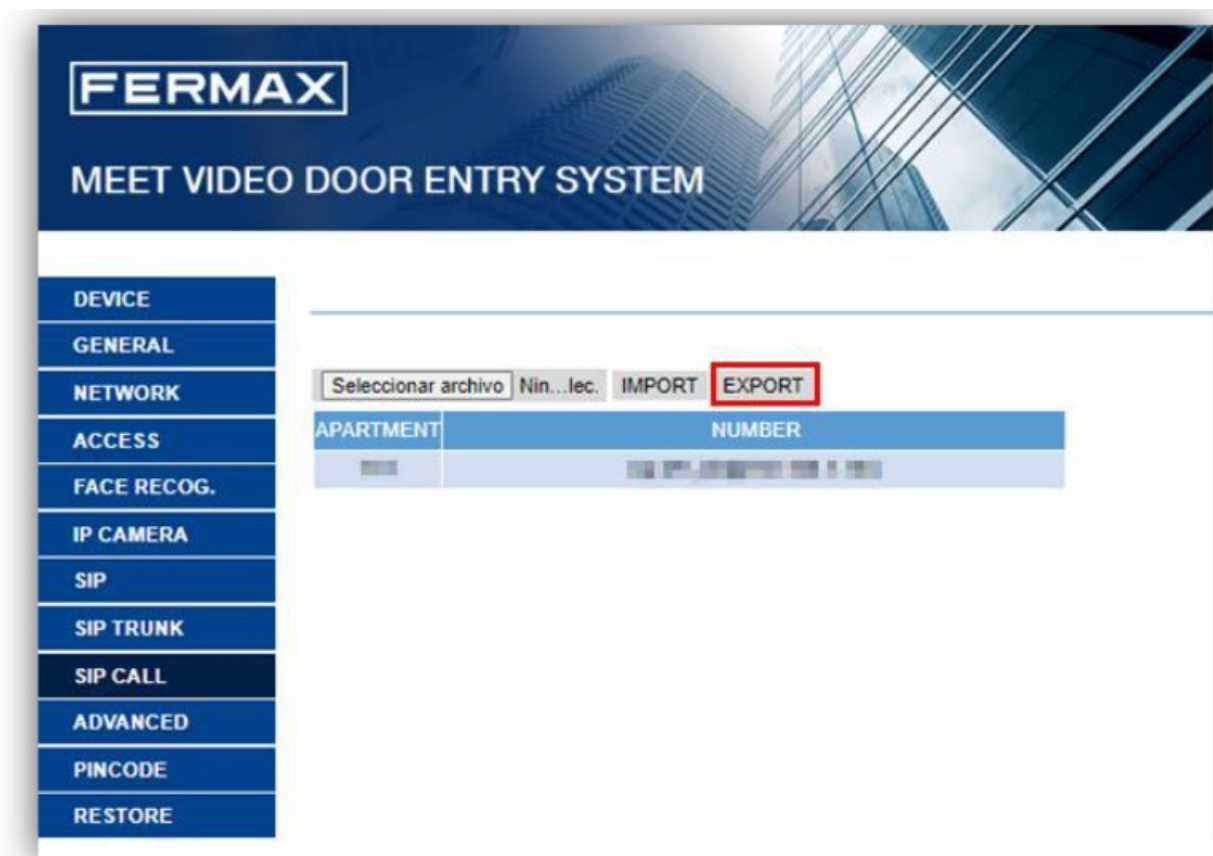 FERMAX
MEET VIDEO DOOR ENTRY SYSTEM
DEVICE
GENERAL
NETWORK
ACCESS
FACE RECOG.
IP CAMERA
SIP
SIP TRUNK
SIP CALL
ADVANCED
PINCODE
RESTORE
Seleccionar archivo Nin...lec. IMPORT EXPORT
APARTMENT NUMBER